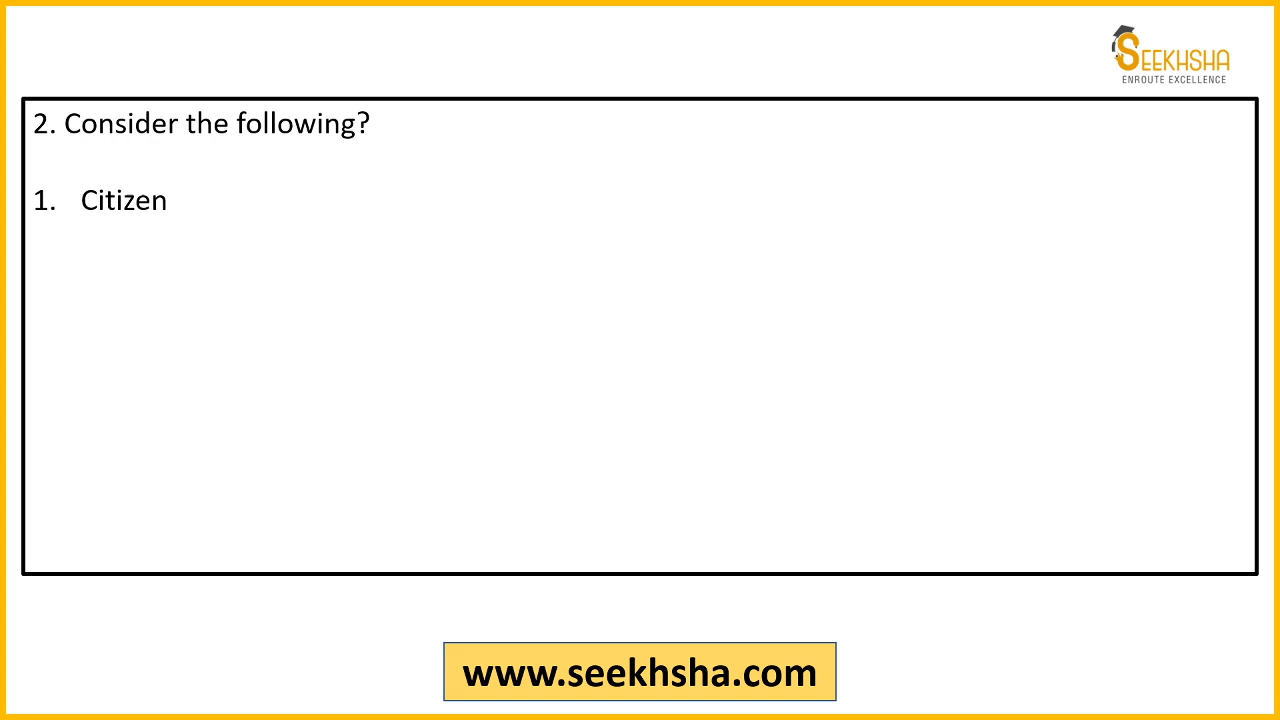 SEEKHSHA
ENROUTE EXCELLENCE
2. Consider the following?
1. Citizen
www.seekhsha.com